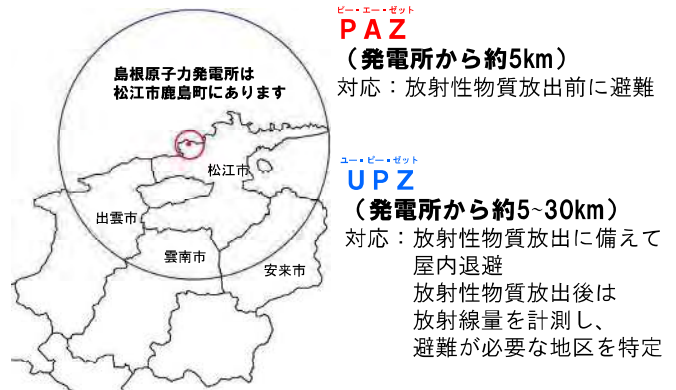 島根原子力発電所は
松江市鹿島町にあります
松江市
出雲市
雲南市
安来市
ピー・エー・ゼット
PAZ
（発電所から約5km）
対応：放射性物質放出前に避難
ユー・ピー・ゼット
UPZ
（発電所から約5~30km）
対応：放射性物質放出に備えて
屋内退避
放射性物質放出後は
放射線量を計測し、
避難が必要な地区を特定